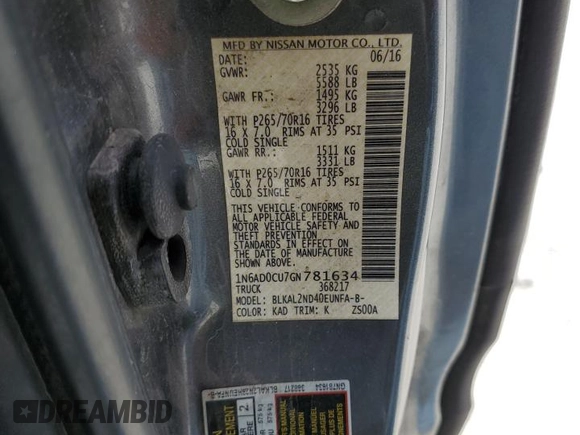 MFD BY NISSAN MOTOR CO., LTD.
DATE: 06/16
GVWR: 2535 KG
5588 LB
GAWR FR.: 1495 KG
3296 LB
WITH P265/70R16 TIRES
16 X 7.0 RIMS AT 35 PSI
COLD SINGLE
GAWR RR.: 1511 KG
3331 LB
WITH P265/70R16 TIRES
16 X 7.0 RIMS AT 35 PSI
COLD SINGLE
THIS VEHICLE CONFORMS TO ALL
APPLICABLE FEDERAL
MOTOR VEHICLE SAFETY AND
THEFT PREVENTION
STANDARDS IN EFFECT ON
THE DATE OF MANUFACTURE
SHOWN ABOVE.
1N6AD0CU7GN781634
TRUCK 368217
MODEL: BLKAL2ND40EUNFA-B-
COLOR: KAD TRIM: K ZS00A
GN781634
368217
2
DREAMBID